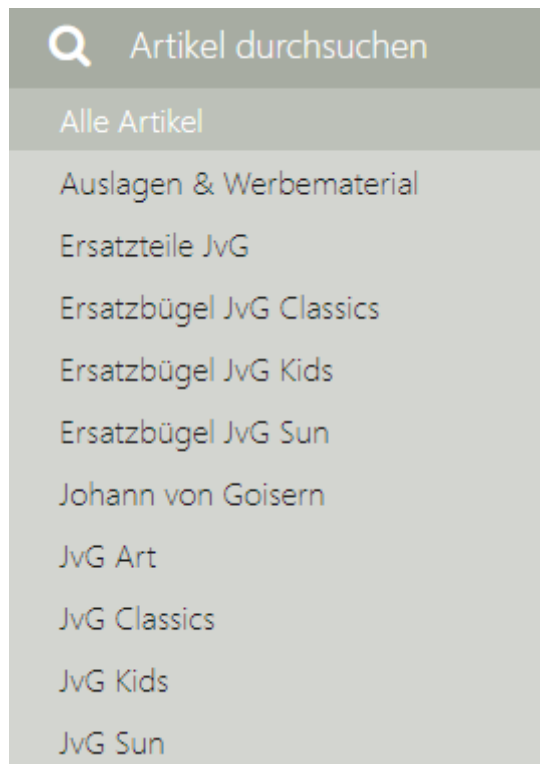 Artikel durchsuchen
Alle Artikel
Auslagen & Werbematerial
Ersatzteile JvG
Ersatzbügel JvG Classics
Ersatzbügel JvG Kids
Ersatzbügel JvG Sun
Johann von Goisern
JvG Art
JvG Classics
JvG Kids
JvG Sun